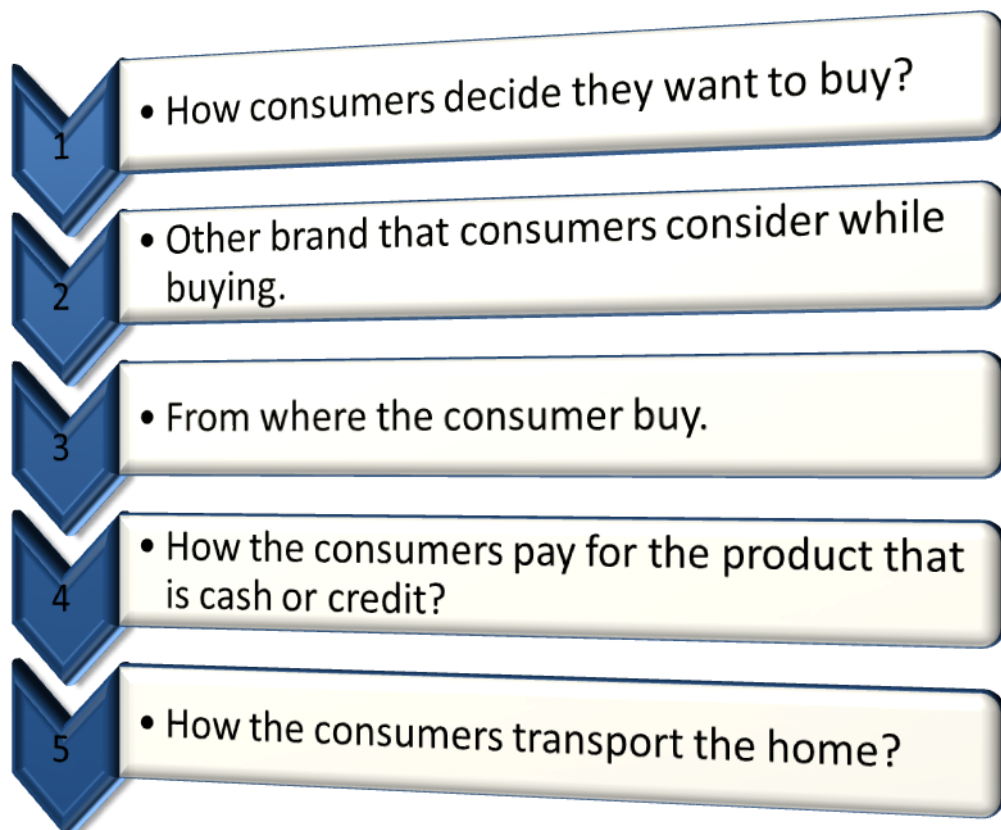 1
• How consumers decide they want to buy?
2
• Other brand that consumers consider while
buying.
3
• From where the consumer buy.
4
• How the consumers pay for the product that
is cash or credit?
5
• How the consumers transport the home?